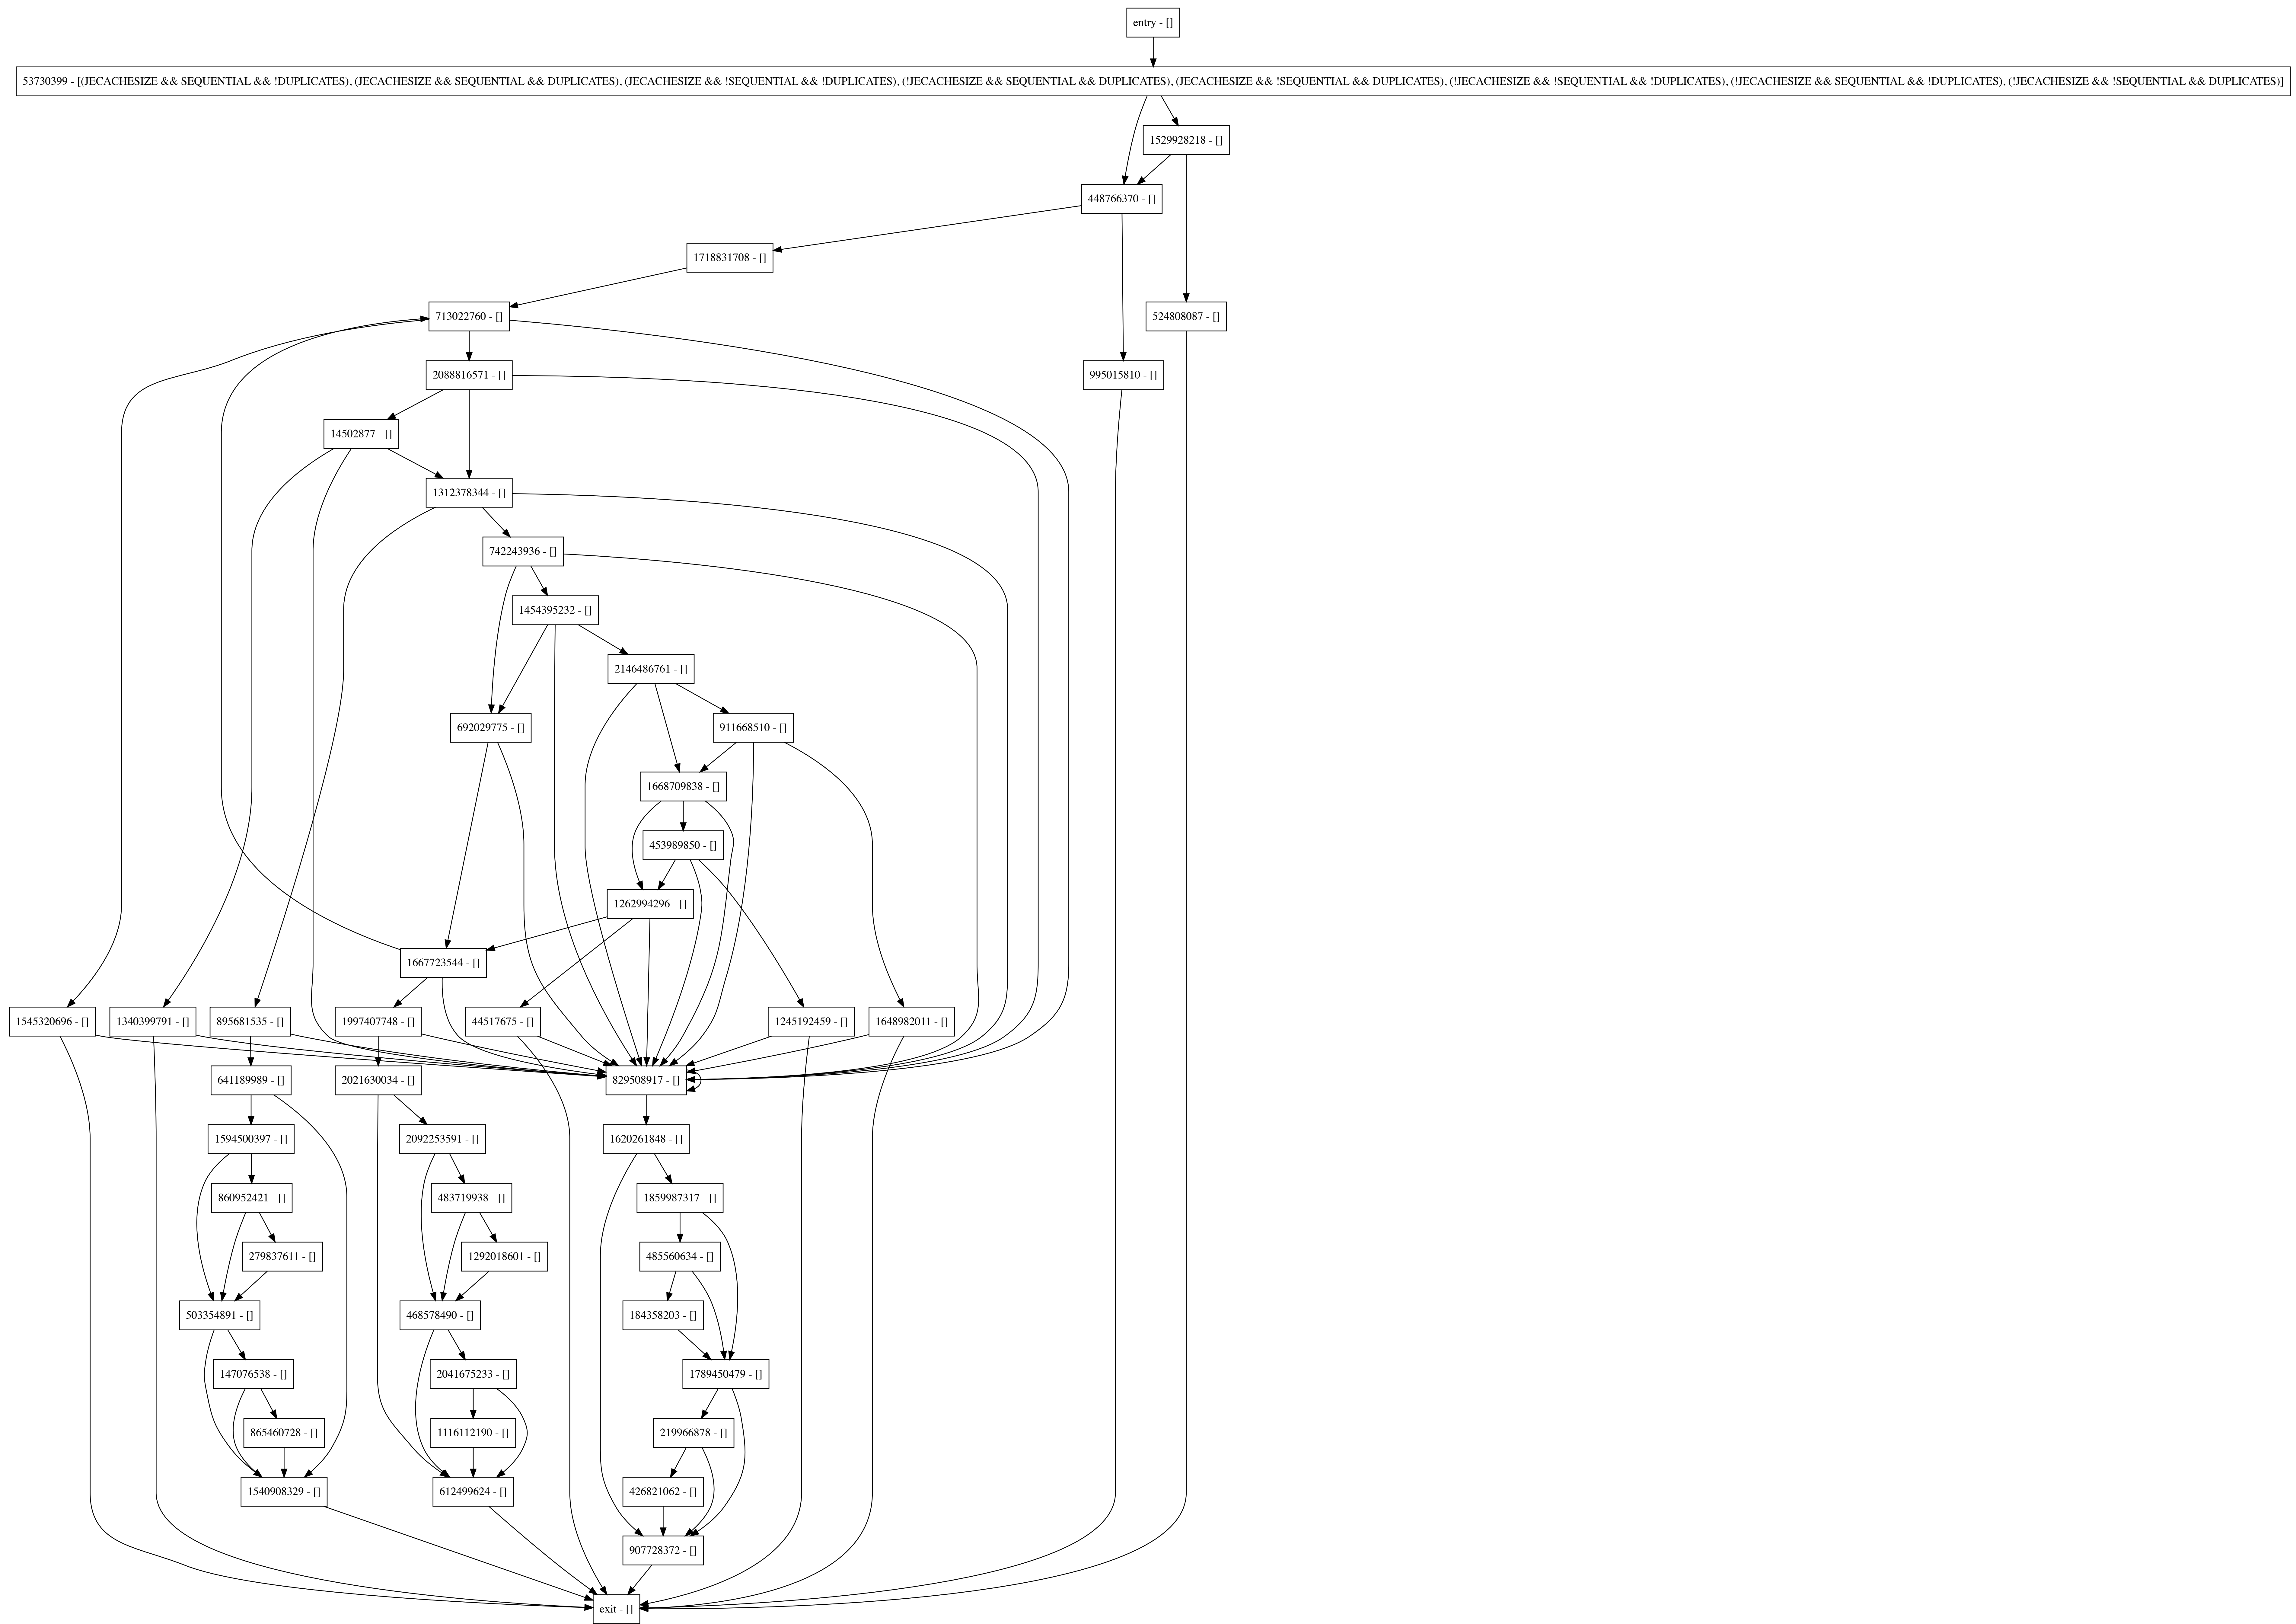 entry - []
53730399 - [(JECACHESIZE && SEQUENTIAL && !DUPLICATES), (JECACHESIZE && SEQUENTIAL && DUPLICATES), (JECACHESIZE && !SEQUENTIAL && !DUPLICATES), (!JECACHESIZE && SEQUENTIAL && DUPLICATES), (JECACHESIZE && !SEQUENTIAL && DUPLICATES), (!JECACHESIZE && !SEQUENTIAL && !DUPLICATES), (!JECACHESIZE && SEQUENTIAL && !DUPLICATES), (!JECACHESIZE && !SEQUENTIAL && DUPLICATES)]
1529928218 - []
448766370 - []
1718831708 - []
713022760 - []
524808087 - []
2088816571 - []
995015810 - []
14502877 - []
1312378344 - []
742243936 - []
1454395232 - []
2146486761 - []
692029775 - []
911668510 - []
1668709838 - []
453989850 - []
1262994296 - []
1667723544 - []
1545320696 - []
1340399791 - []
895681535 - []
1997407748 - []
44517675 - []
1245192459 - []
1648982011 - []
641189989 - []
2021630034 - []
829508917 - []
1594500397 - []
2092253591 - []
1620261848 - []
860952421 - []
483719938 - []
1859987317 - []
279837611 - []
1292018601 - []
485560634 - []
503354891 - []
468578490 - []
184358203 - []
147076538 - []
2041675233 - []
1789450479 - []
865460728 - []
1116112190 - []
219966878 - []
1540908329 - []
612499624 - []
426821062 - []
907728372 - []
exit - []